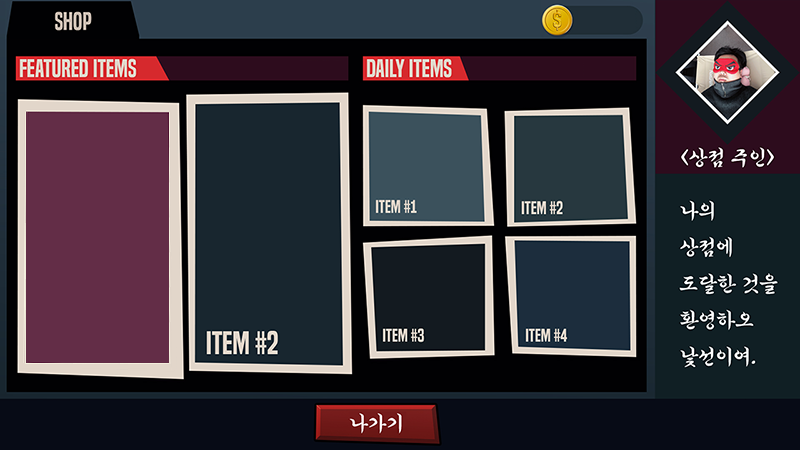 SHOP
$
FEATURED ITEMS
DAILY ITEMS
ITEM #2
ITEM #1
ITEM #2
ITEM #3
ITEM #4
<상점 주인>
나의
상점에
도달한 것을
환영하오
낯선이여.
나가기